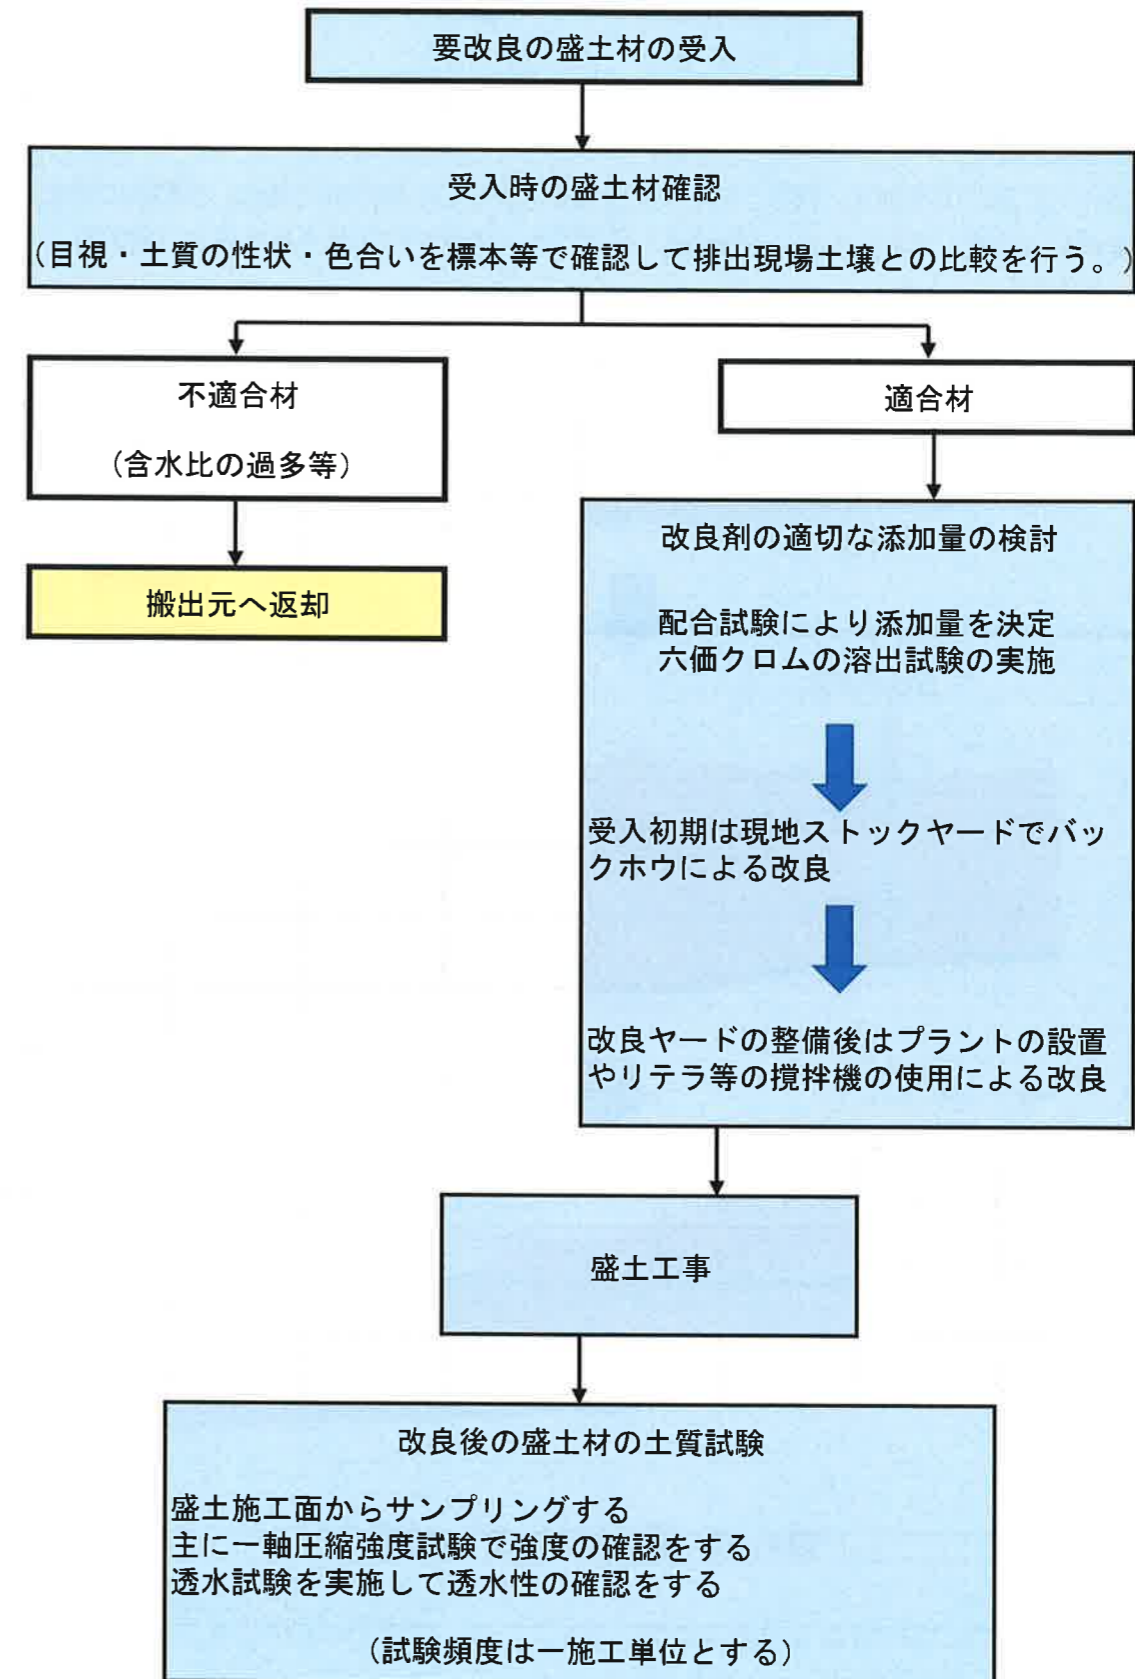 要改良の盛土材の受入
受入時の盛土材確認
(目視・土質の性状・色合いを標本等で確認して排出現場土壌との比較を行う。)
不適合材
(含水比の過多等)
搬出元へ返却
適合材
改良剤の適切な添加量の検討
配合試験により添加量を決定
六価クロムの溶出試験の実施
受入初期は現地ストックヤードでバッ
クホウによる改良
改良ヤードの整備後はプラントの設置
やリテラ等の撹拌機の使用による改良
盛土工事
改良後の盛土材の土質試験
盛土施工面からサンプリングする
主に一軸圧縮強度試験で強度の確認をする
透水試験を実施して透水性の確認をする
(試験頻度は一施工単位とする)